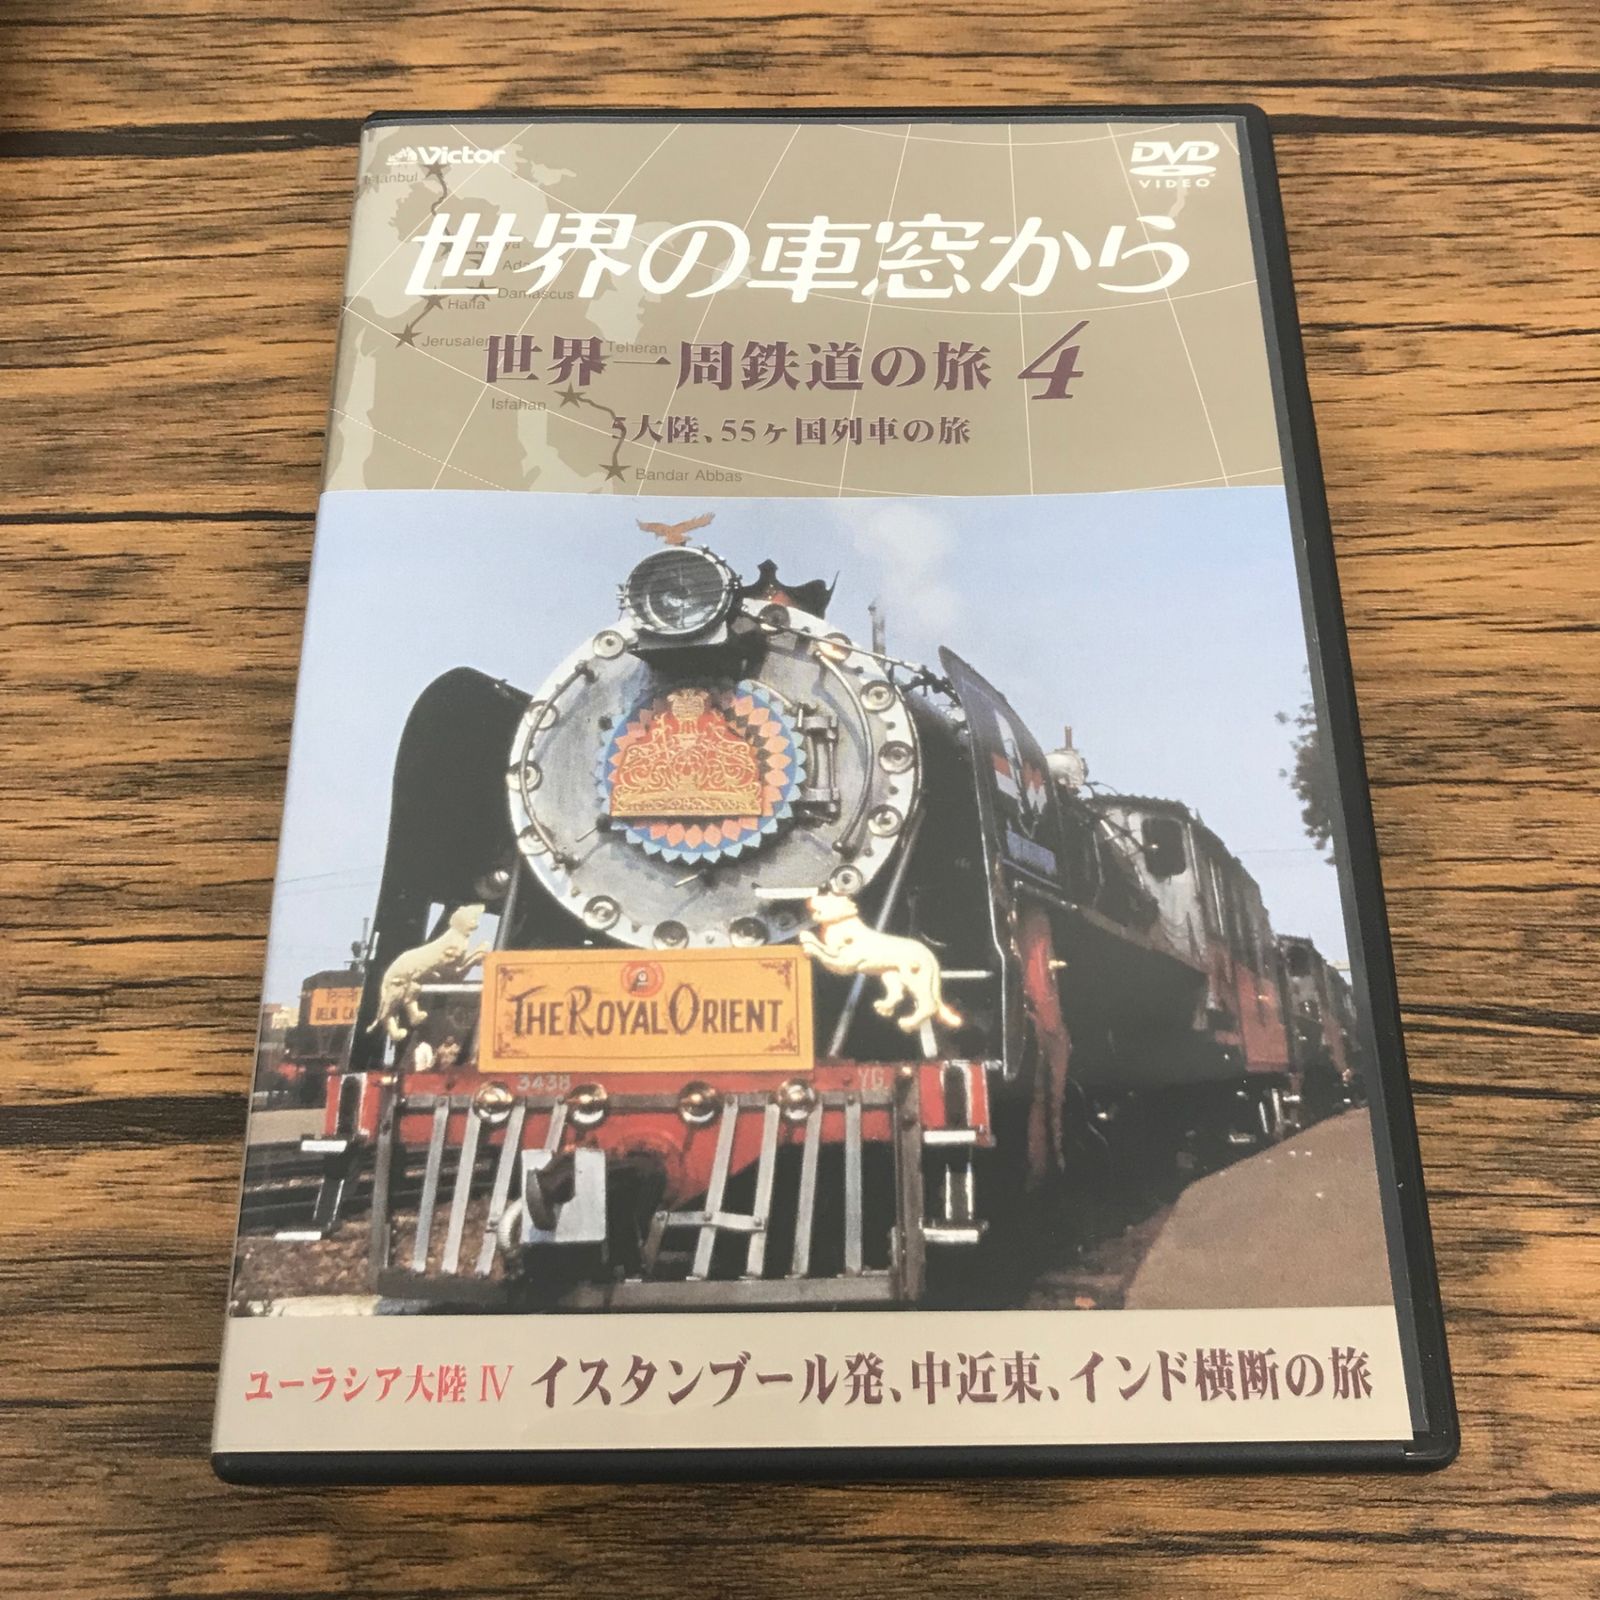 Victor
DVD
VIDEO
Istanbul
世界の車窓から
Damascus
Haifa
Jerusalem
世界一周鉄道の旅 4
Teheran
Isfahan
5大陸、55ヶ国列車の旅
Bandar Abbas
THE ROYAL ORIENT
3438
YG
ユーラシア大陸 IV イスタンブール発、中近東、インド横断の旅